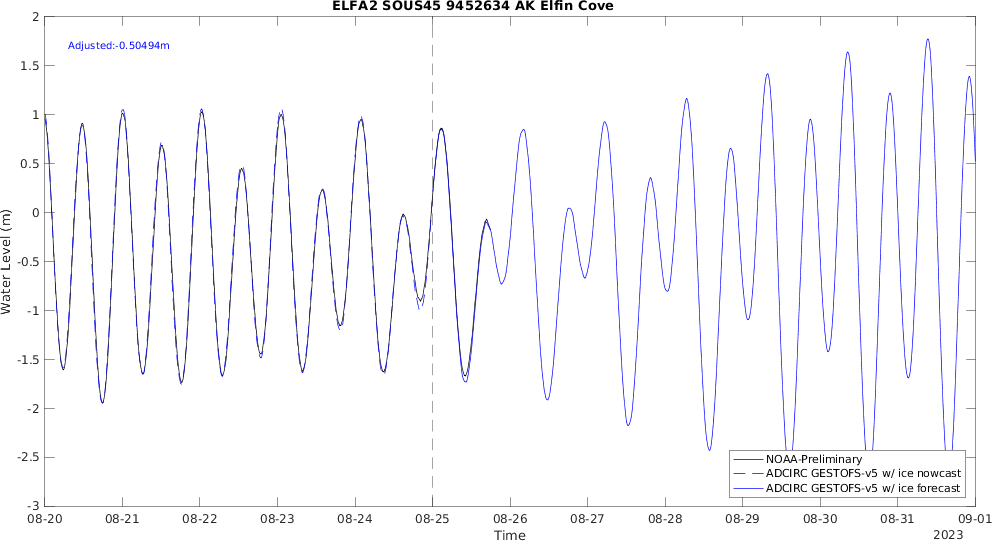 ELFA2 SOUS45 9452634 AK Elfin Cove
Adjusted:-0.50494m
2
1.5
1
0.5
0
-0.5
-1
-1.5
-2
-2.5
-3
Water Level (m)
NOAA-Preliminary
ADCIRC GESTOFS-v5 w/ ice nowcast
ADCIRC GESTOFS-v5 w/ ice forecast
08-20 08-21 08-22 08-23 08-24 08-25 08-26 08-27 08-28 08-29 08-30 08-31 09-01
Time
2023